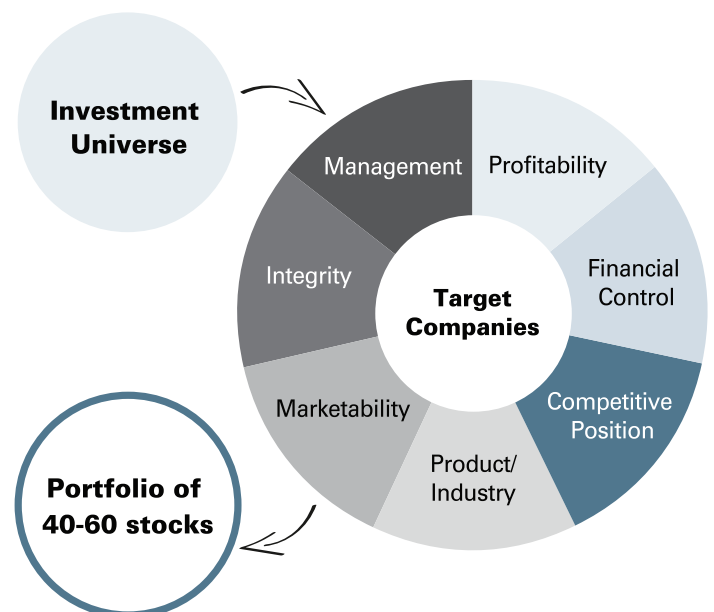 Investment
Universe
Management
Profitability
Integrity
Financial
Control
Target
Companies
Marketability
Competitive
Position
Product/
Industry
Portfolio of
40-60 stocks